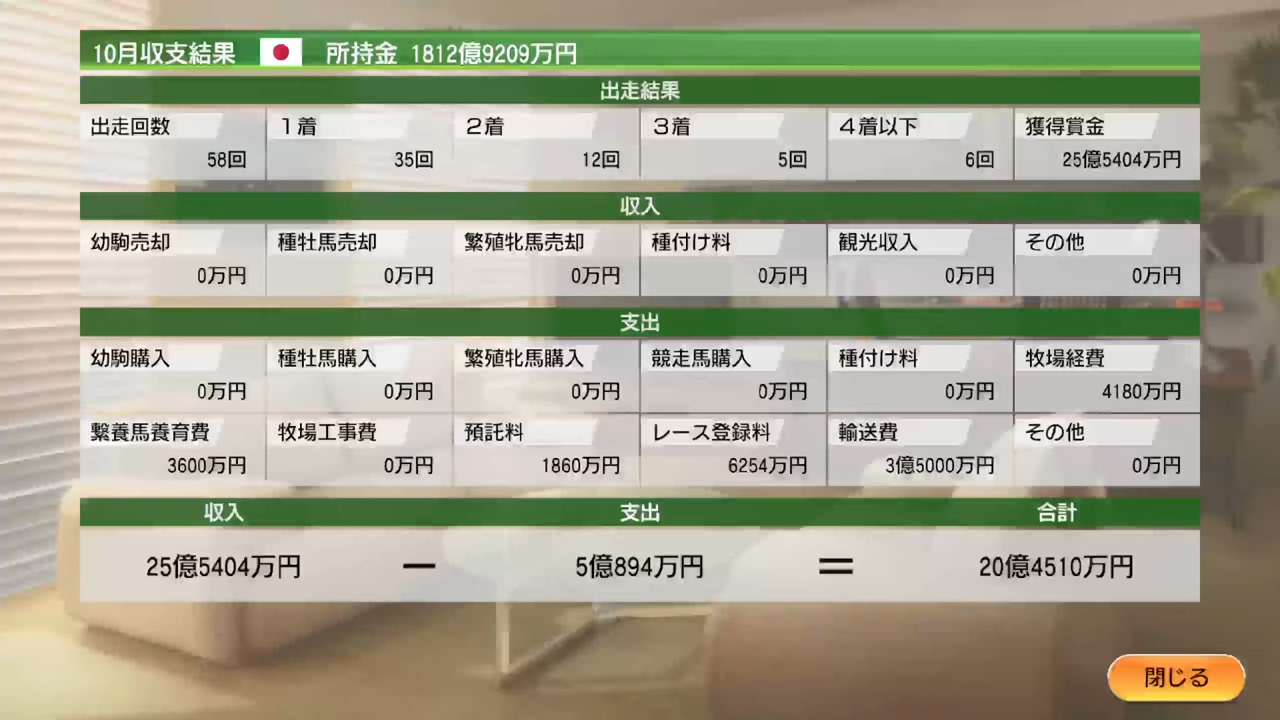 10月収支結果 所持金 1812億9209万円
出走結果
出走回数 1着 2着 3着 4着以下 獲得賞金
58回 35回 12回 5回 6回 25億5404万円
収入
幼駒売却 種牡馬売却 繁殖牝馬売却 種付け料 観光収入 その他
0万円 0万円 0万円 0万円 0万円 0万円
支出
幼駒購入 種牡馬購入 繁殖牝馬購入 競走馬購入 種付け料 牧場経費
0万円 0万円 0万円 0万円 0万円 4180万円
繋養馬養育費 牧場工事費 預託料 レース登録料 輸送費 その他
3600万円 0万円 1860万円 6254万円 3億5000万円 0万円
収入 支出 合計
25億5404万円 － 5億894万円 ＝ 20億4510万円
閉じる